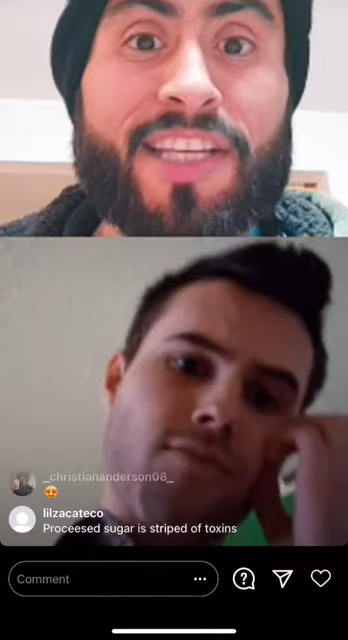 _christiananderson08_
😍
lilzacateco
Proceesed sugar is striped of toxins
Comment